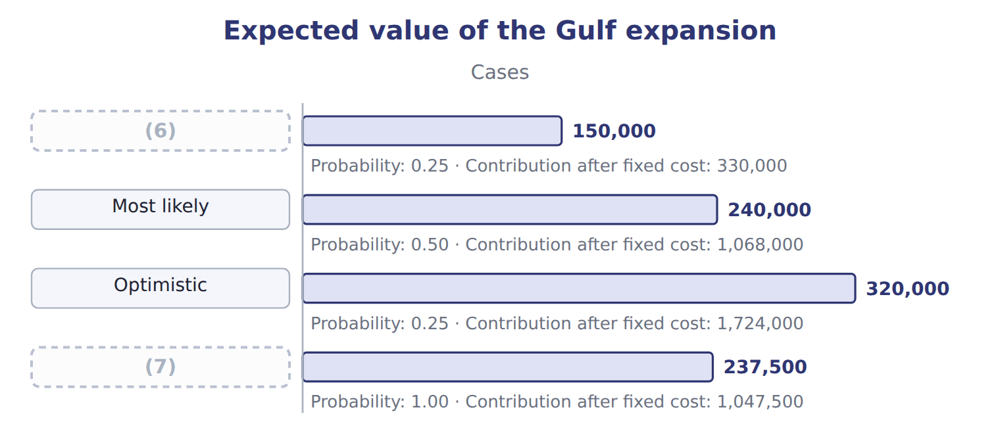 Expected value of the Gulf expansion
Cases
(6)
150,000
Probability: 0.25 · Contribution after fixed cost: 330,000
Most likely
240,000
Probability: 0.50 · Contribution after fixed cost: 1,068,000
Optimistic
320,000
Probability: 0.25 · Contribution after fixed cost: 1,724,000
(7)
237,500
Probability: 1.00 · Contribution after fixed cost: 1,047,500